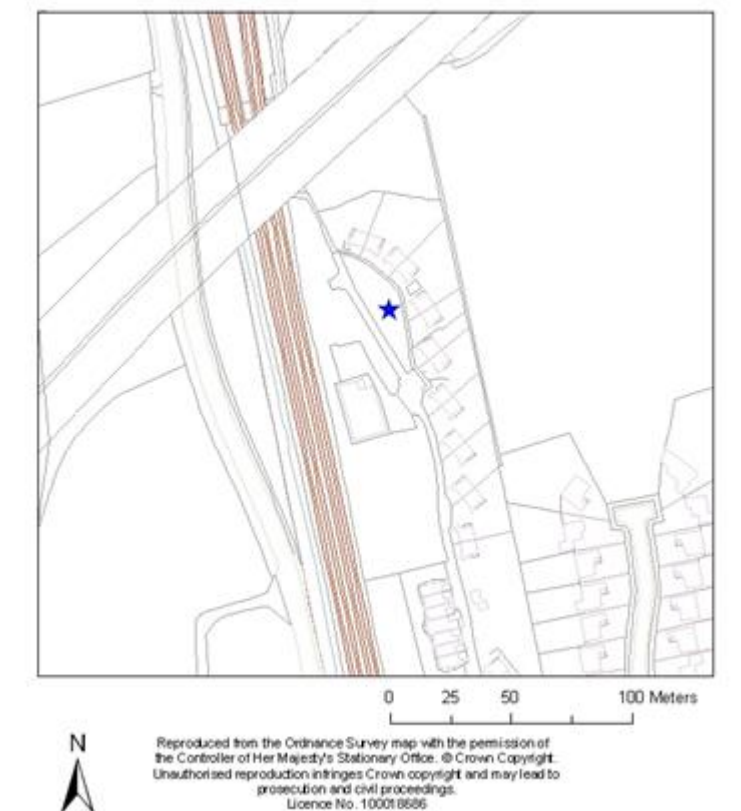 0 25 50 100 Meters
N
Reproduced from the Ordnance Survey map with the permission of
the Controller of Her Majesty's Stationary Office. © Crown Copyright.
Unauthorised reproduction infringes Crown copyright and may lead to
prosecution and civil proceedings.
Licence No. 100018686